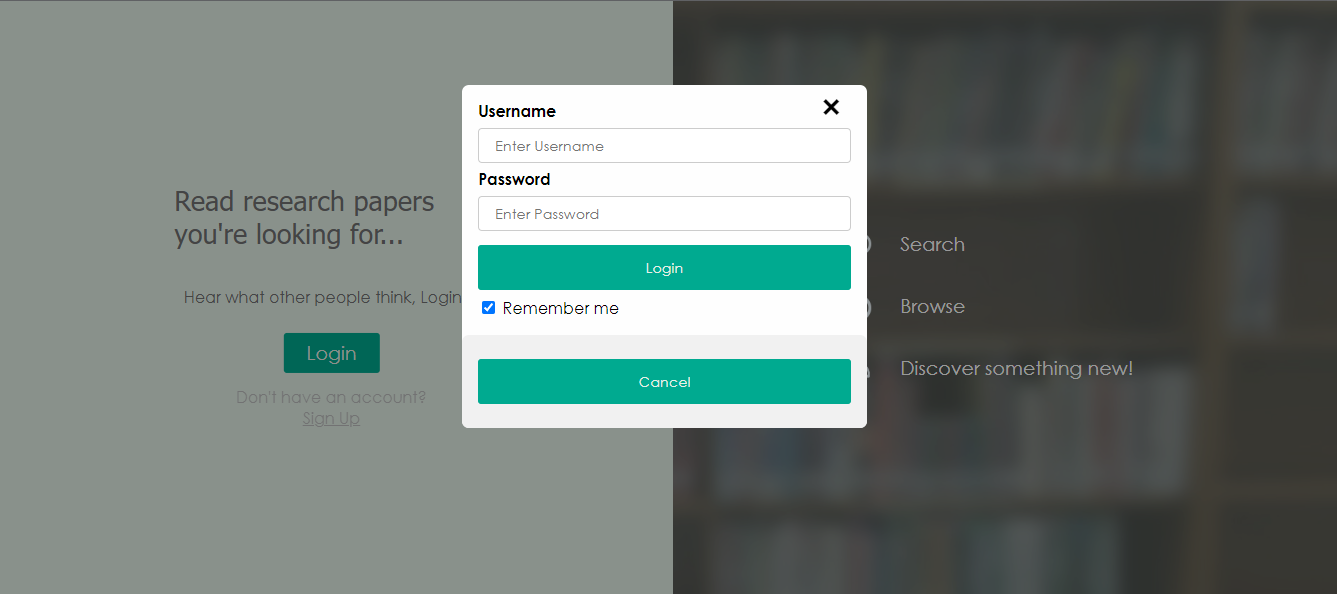 Read research papers
you're looking for...
Hear what other people think, Login
Login
Don't have an account?
Sign Up
Username
Enter Username
Password
Enter Password
Login
Remember me
Cancel
Search
Browse
Discover something new!